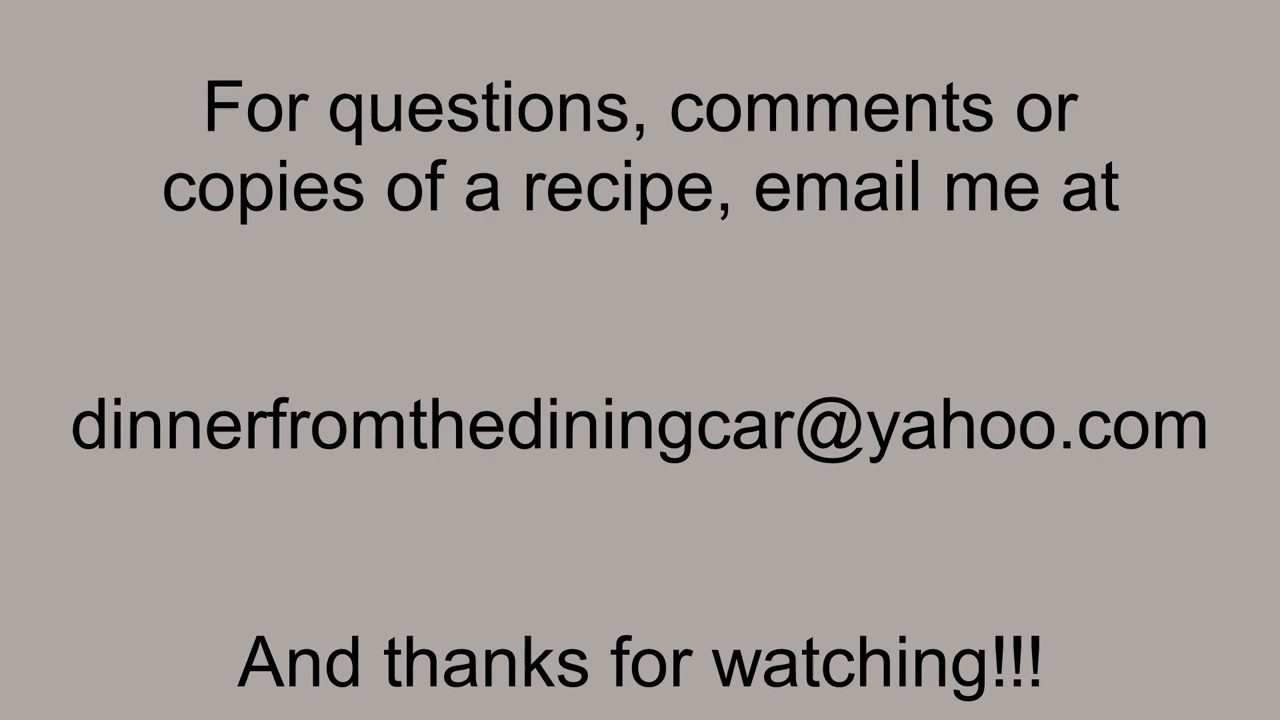 For questions, comments or
copies of a recipe, email me at
dinnerfromthediningcar@yahoo.com
And thanks for watching!!!